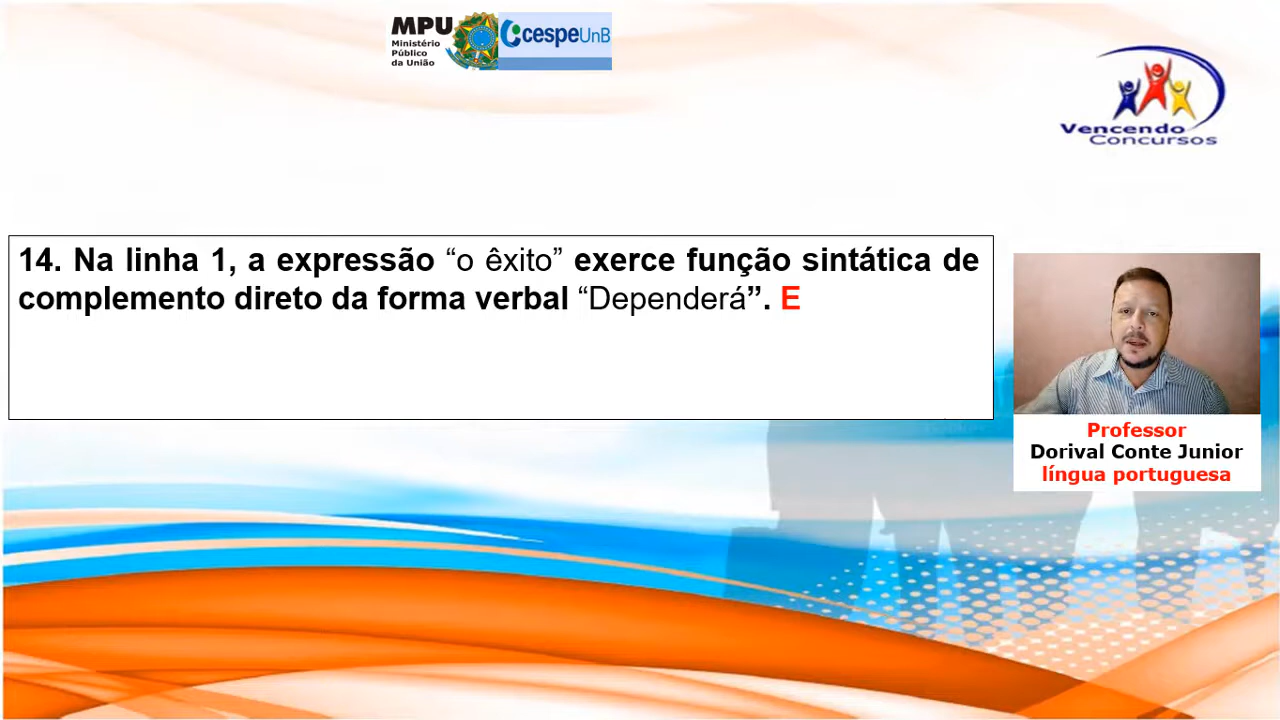 MPU
Ministério
Público
da União
cespeUnB
Vencendo
Concursos
14. Na linha 1, a expressão “o êxito” exerce função sintática de
complemento direto da forma verbal “Dependerá”. E
Professor
Dorival Conte Junior
língua portuguesa